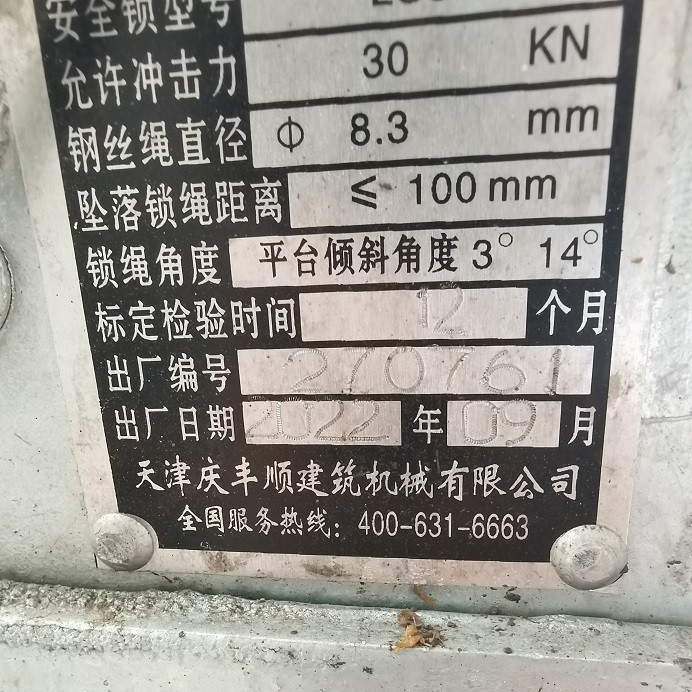 安全锁型号
允许冲击力 30 KN
钢丝绳直径 Φ 8.3 mm
坠落锁绳距离 ≤ 100 mm
锁绳角度 平台倾斜角度 3° 14°
标定检验时间 12 个月
出厂编号 270761
出厂日期 2022 年 09 月
天津庆丰顺建筑机械有限公司
全国服务热线：400-631-6663